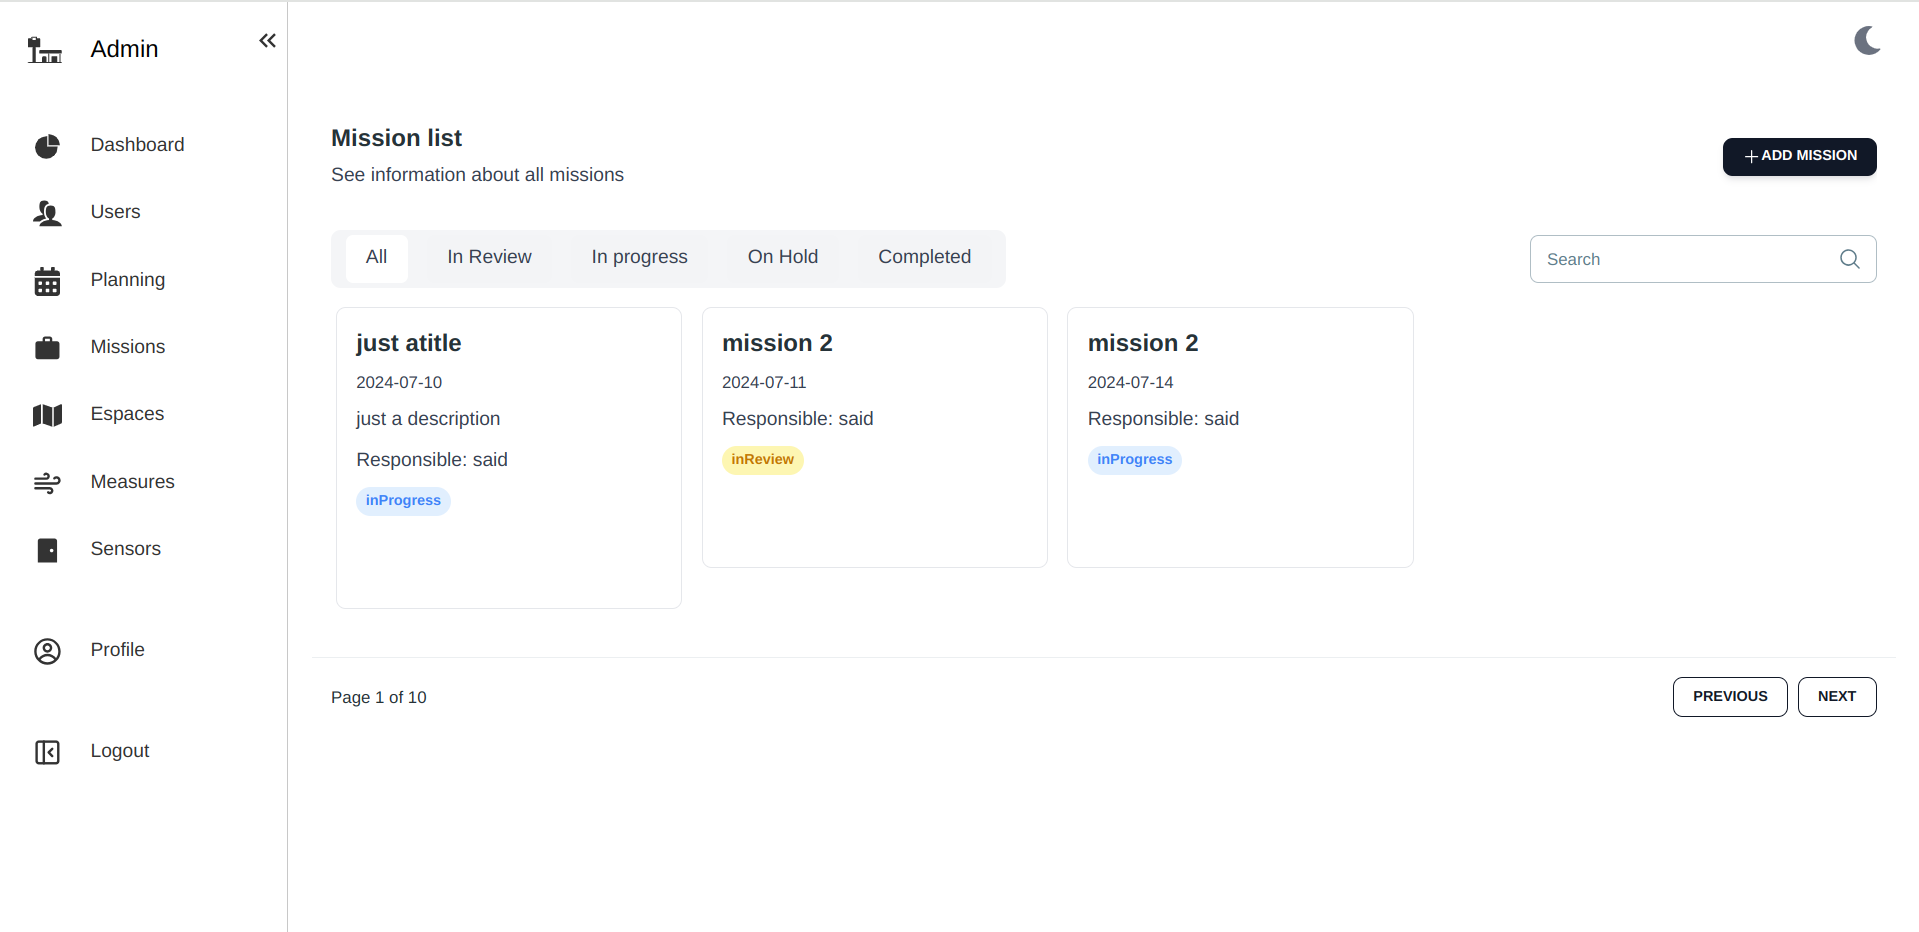 Admin
Dashboard
Users
Planning
Missions
Espaces
Measures
Sensors
Profile
Logout
Mission list
See information about all missions
ADD MISSION
All In Review In progress On Hold Completed
Search
just atitle
2024-07-10
just a description
Responsible: said
inProgress
mission 2
2024-07-11
Responsible: said
inReview
mission 2
2024-07-14
Responsible: said
inProgress
Page 1 of 10
PREVIOUS NEXT